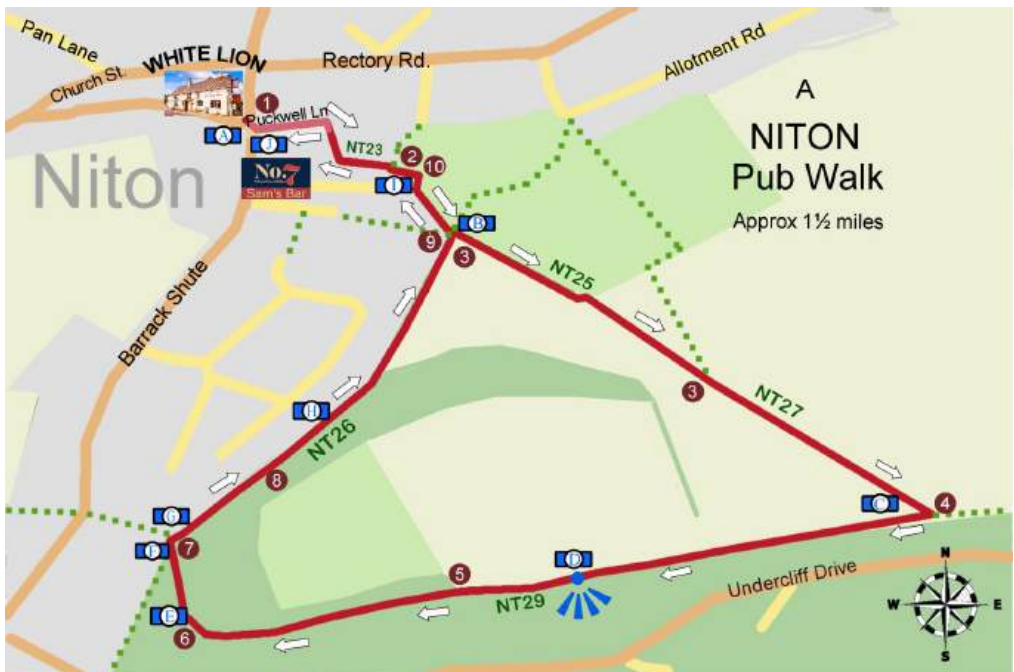 Pan Lane
WHITE LION
Church St.
Rectory Rd.
Allotment Rd
1
Puckwell Ln
A
J
NT23
2
10
I
No.7
Sam's Bar
Niton
A
NITON
Pub Walk
Approx 1½ miles
B
9
3
NT25
Barrack Shute
3
NT27
H
NT26
8
C
4
G
F
7
D
5
NT29
Undercliff Drive
E
6
N
W
E
S